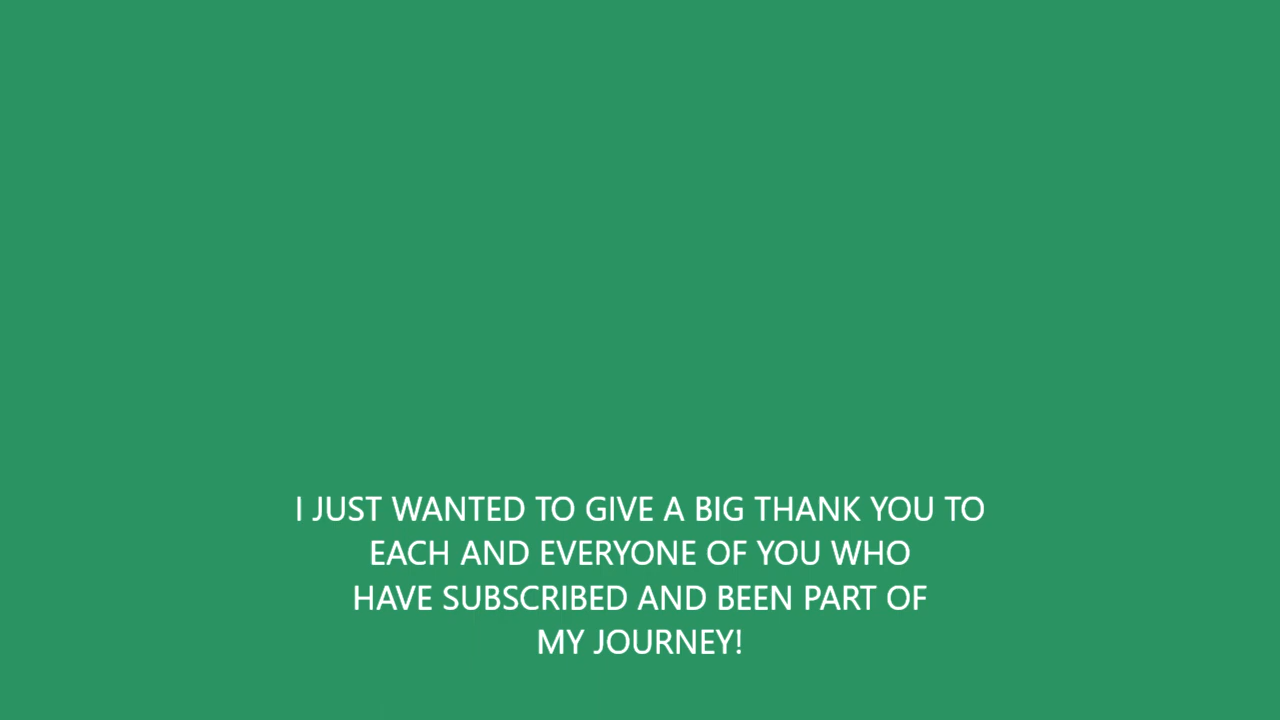 I JUST WANTED TO GIVE A BIG THANK YOU TO
EACH AND EVERYONE OF YOU WHO
HAVE SUBSCRIBED AND BEEN PART OF
MY JOURNEY!